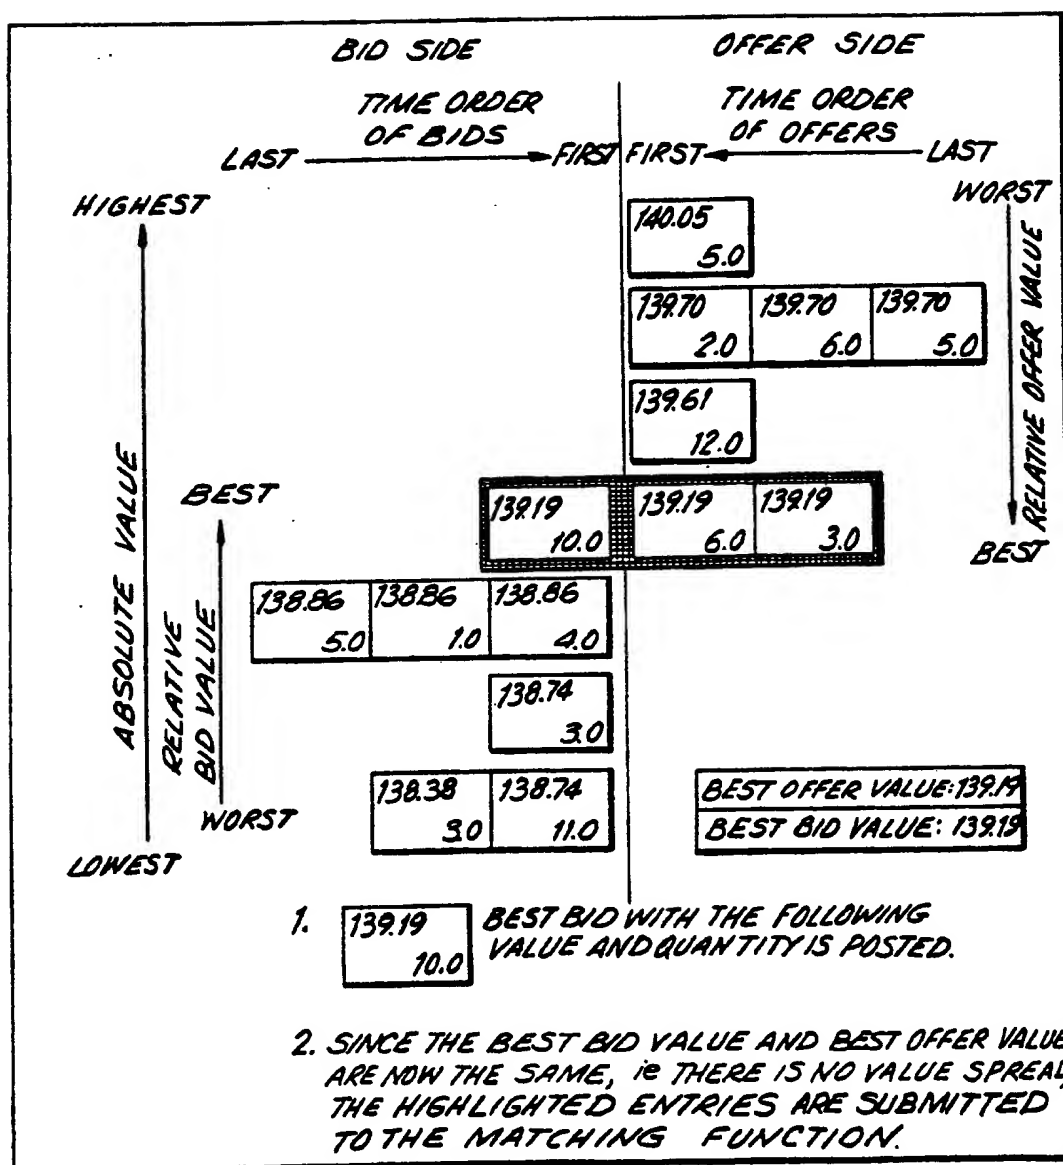 BID SIDE
OFFER SIDE
TIME ORDER
OF BIDS
TIME ORDER
OF OFFERS
LAST
FIRST
FIRST
LAST
HIGHEST
WORST
140.05
5.0
139.70
139.70
139.70
2.0
6.0
5.0
139.61
12.0
RELATIVE OFFER VALUE
BEST
139.19
139.19
139.19
10.0
6.0
3.0
BEST
ABSOLUTE VALUE
RELATIVE
BID VALUE
138.86
138.86
138.86
5.0
1.0
4.0
138.74
3.0
138.38
138.74
3.0
11.0
WORST
LOWEST
BEST OFFER VALUE: 139.19
BEST BID VALUE: 139.19
1.
139.19
10.0
BEST BID WITH THE FOLLOWING
VALUE AND QUANTITY IS POSTED.
2. SINCE THE BEST BID VALUE AND BEST OFFER VALUE
ARE NOW THE SAME, ie THERE IS NO VALUE SPREAD,
THE HIGHLIGHTED ENTRIES ARE SUBMITTED
TO THE MATCHING FUNCTION.